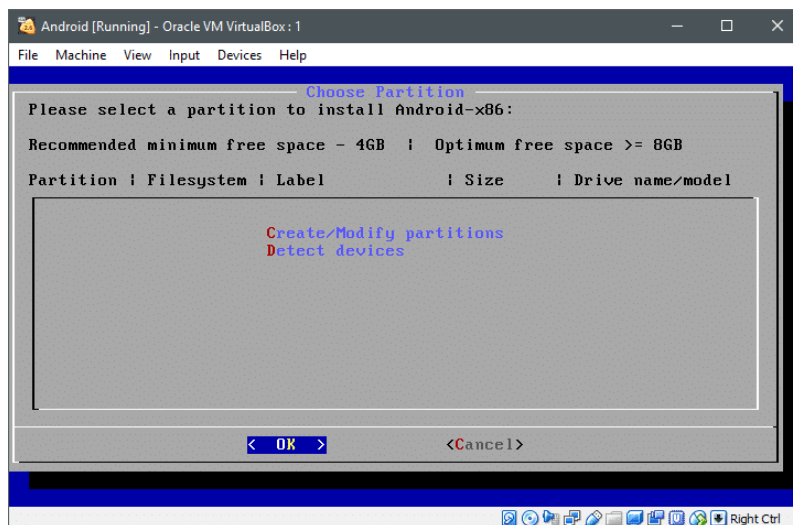 Android [Running] - Oracle VM VirtualBox : 1
File Machine View Input Devices Help
Choose Partition
Please select a partition to install Android-x86:
Recommended minimum free space - 4GB ¦ Optimum free space >= 8GB
Partition ¦ Filesystem ¦ Label ¦ Size ¦ Drive name/model
Create/Modify partitions
Detect devices
< OK > <Cancel>
Right Ctrl